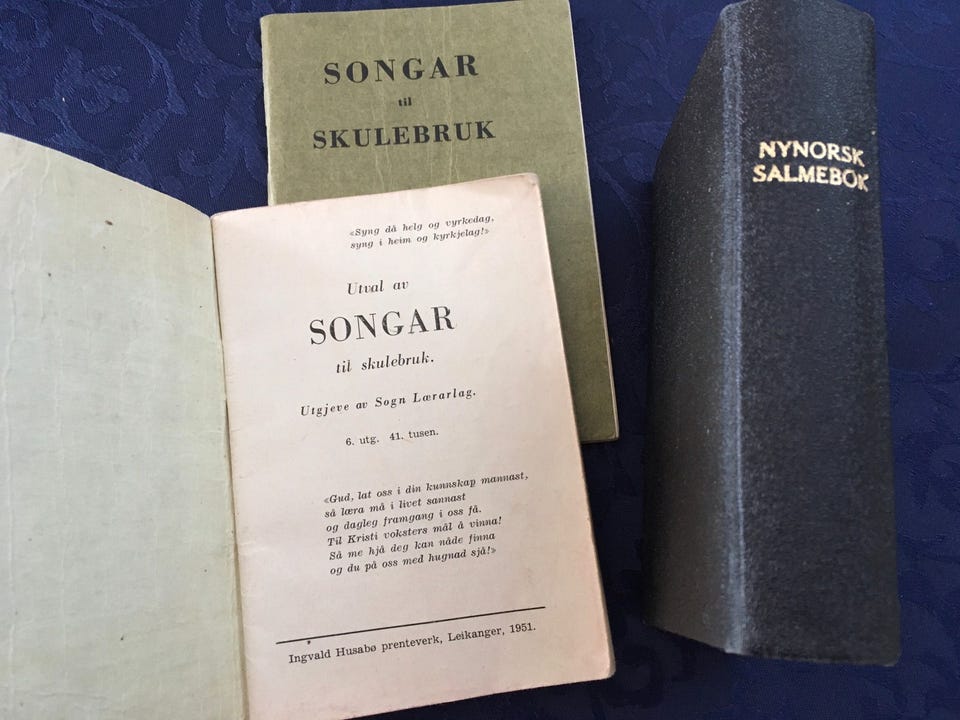 SONGAR
til
SKULEBRUK
NYNORSK
SALMEBOK
«Syng då helg og vyrkedag,
syng i heim og kyrkjelag!»
Utval av
SONGAR
til skulebruk.
Utgjeve av Sogn Lærarlag.
6. utg. 41. tusen.
«Gud, lat oss i din kunnskap mannast,
så læra må i livet sannast
og dagleg framgang i oss få.
Til Kristi voksters mål å vinna!
Så me hjå deg kan nåde finna
og du på oss med hugnad sjå!»
Ingvald Husabø prenteverk, Leikanger, 1951.